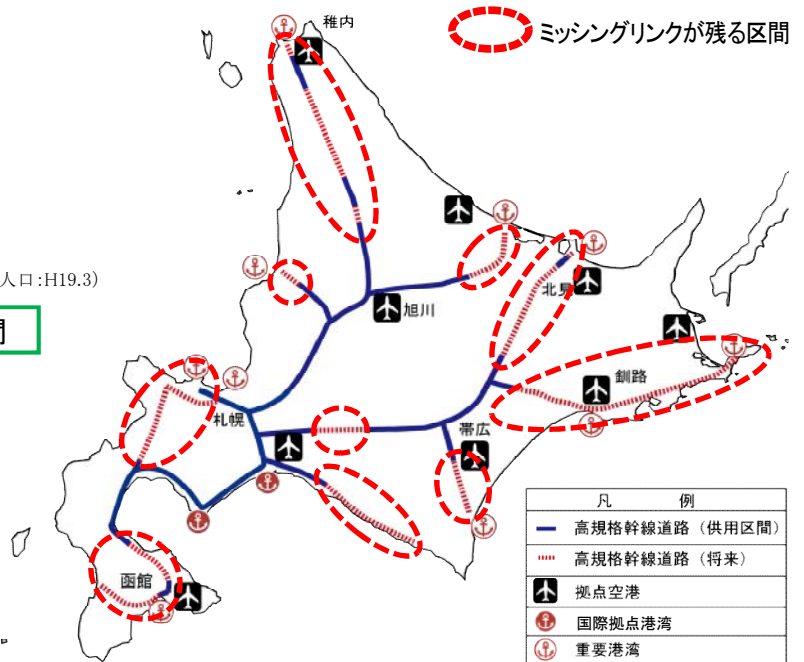 稚内
ミッシングリンクが残る区間
人口:H19.3)
旭川
北見
釧路
札幌
帯広
函館
凡 例
高規格幹線道路（供用区間）
高規格幹線道路（将来）
拠点空港
国際拠点港湾
重要港湾